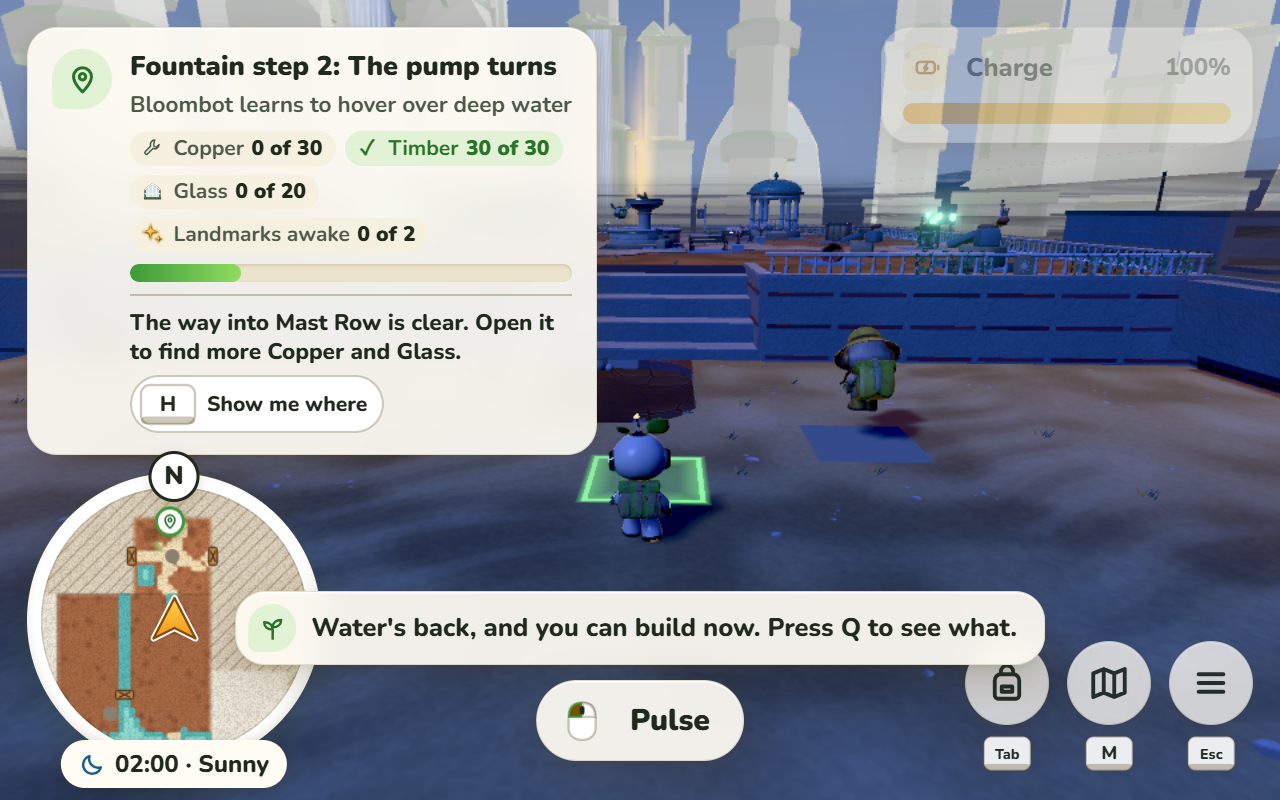 Fountain step 2: The pump turns
Bloombot learns to hover over deep water
Copper 0 of 30
Timber 30 of 30
Glass 0 of 20
Landmarks awake 0 of 2
The way into Mast Row is clear. Open it
to find more Copper and Glass.
H Show me where
Charge 100%
N
Water's back, and you can build now. Press Q to see what.
Pulse
Tab
M
Esc
02:00 · Sunny